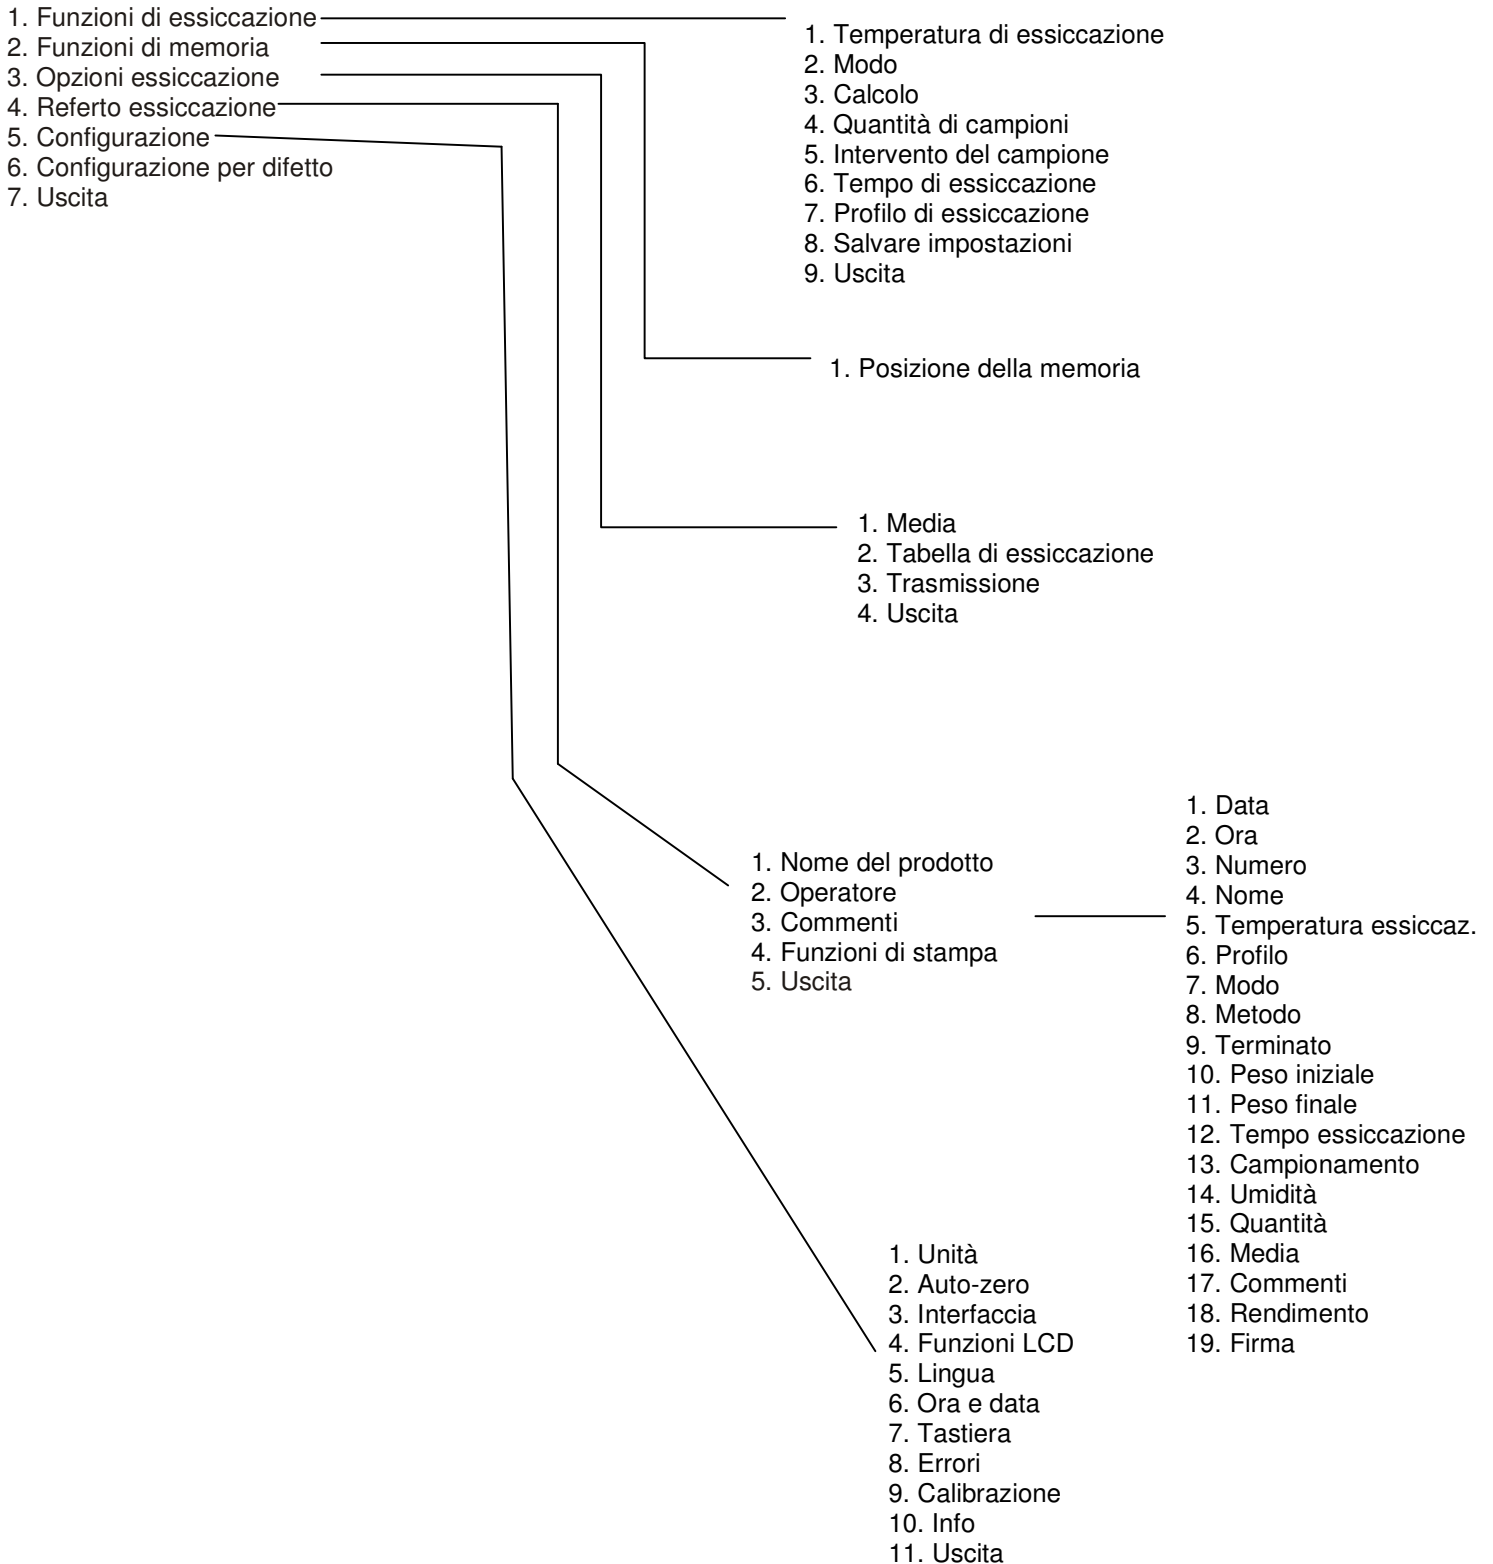 1. Funzioni di essiccazione
2. Funzioni di memoria
3. Opzioni essiccazione
4. Referto essiccazione
5. Configurazione
6. Configurazione per difetto
7. Uscita
1. Temperatura di essiccazione
2. Modo
3. Calcolo
4. Quantità di campioni
5. Intervento del campione
6. Tempo di essiccazione
7. Profilo di essiccazione
8. Salvare impostazioni
9. Uscita
1. Posizione della memoria
1. Media
2. Tabella di essiccazione
3. Trasmissione
4. Uscita
1. Nome del prodotto
2. Operatore
3. Commenti
4. Funzioni di stampa
5. Uscita
1. Data
2. Ora
3. Numero
4. Nome
5. Temperatura essiccaz.
6. Profilo
7. Modo
8. Metodo
9. Terminato
10. Peso iniziale
11. Peso finale
12. Tempo essiccazione
13. Campionamento
14. Umidità
15. Quantità
16. Media
17. Commenti
18. Rendimento
19. Firma
1. Unità
2. Auto-zero
3. Interfaccia
4. Funzioni LCD
5. Lingua
6. Ora e data
7. Tastiera
8. Errori
9. Calibrazione
10. Info
11. Uscita